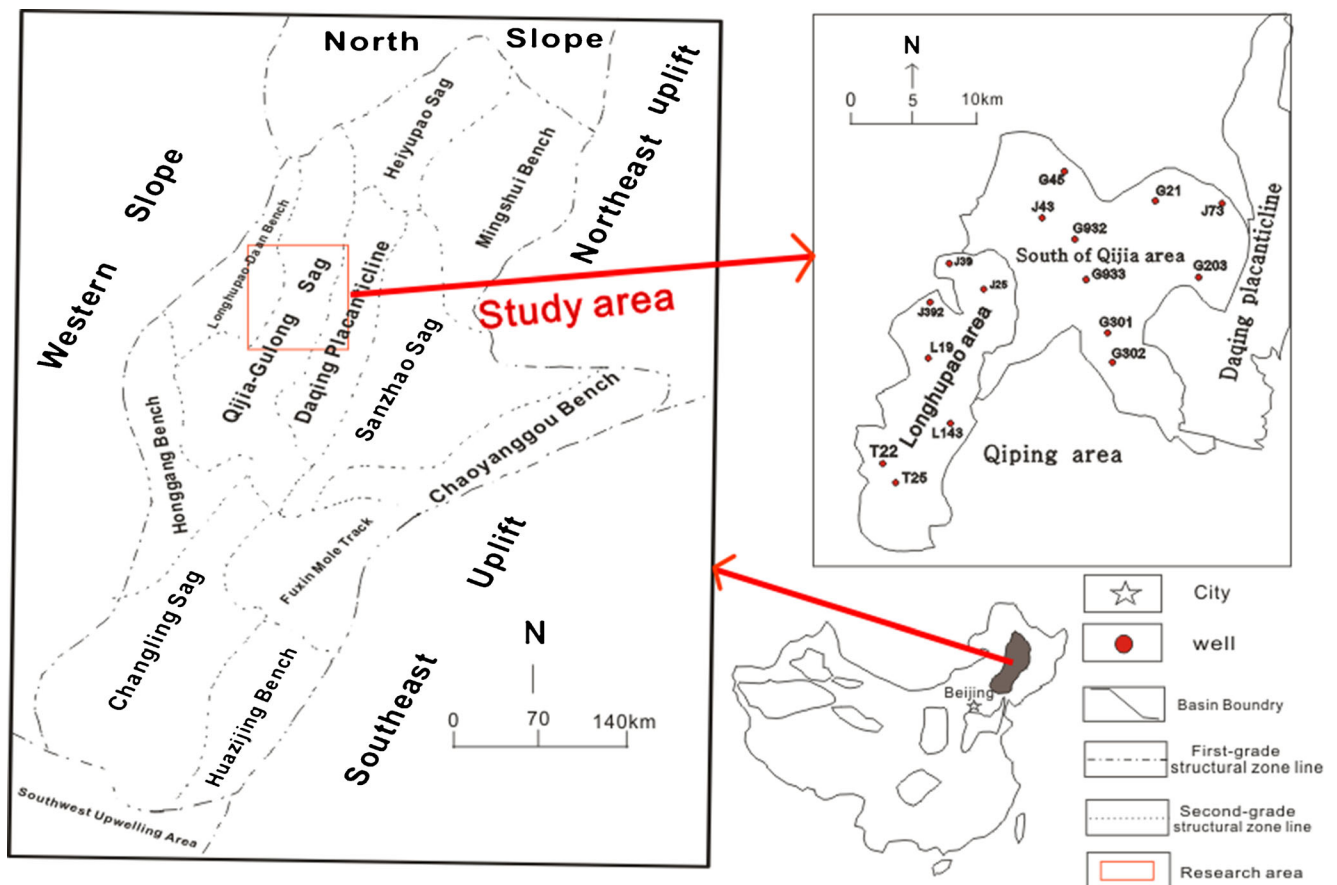 North Slope
Western Slope
Northeast uplift
Heiyupao Sag
Mingshui Bench
Longhupao-Daan Bench
Qijia-Gulong Sag
Daqing Placanticline
Sanzhao Sag
Study area
Honggang Bench
Chaoyanggou Bench
Fuxin Mole Track
Changling Sag
Huazijing Bench
Southeast Uplift
Southwest Upwelling Area
N
0 70 140km
N
0 5 10km
G45
G21
J73
J43
G932
South of Qijia area
J39
G933
G203
J25
J392
G301
L19
G302
Longhupao area
Daqing placanticline
L143
Qiping area
T22
T25
Beijing
City
well
Basin Boundry
First-grade
structural zone line
Second-grade
structural zone line
Research area